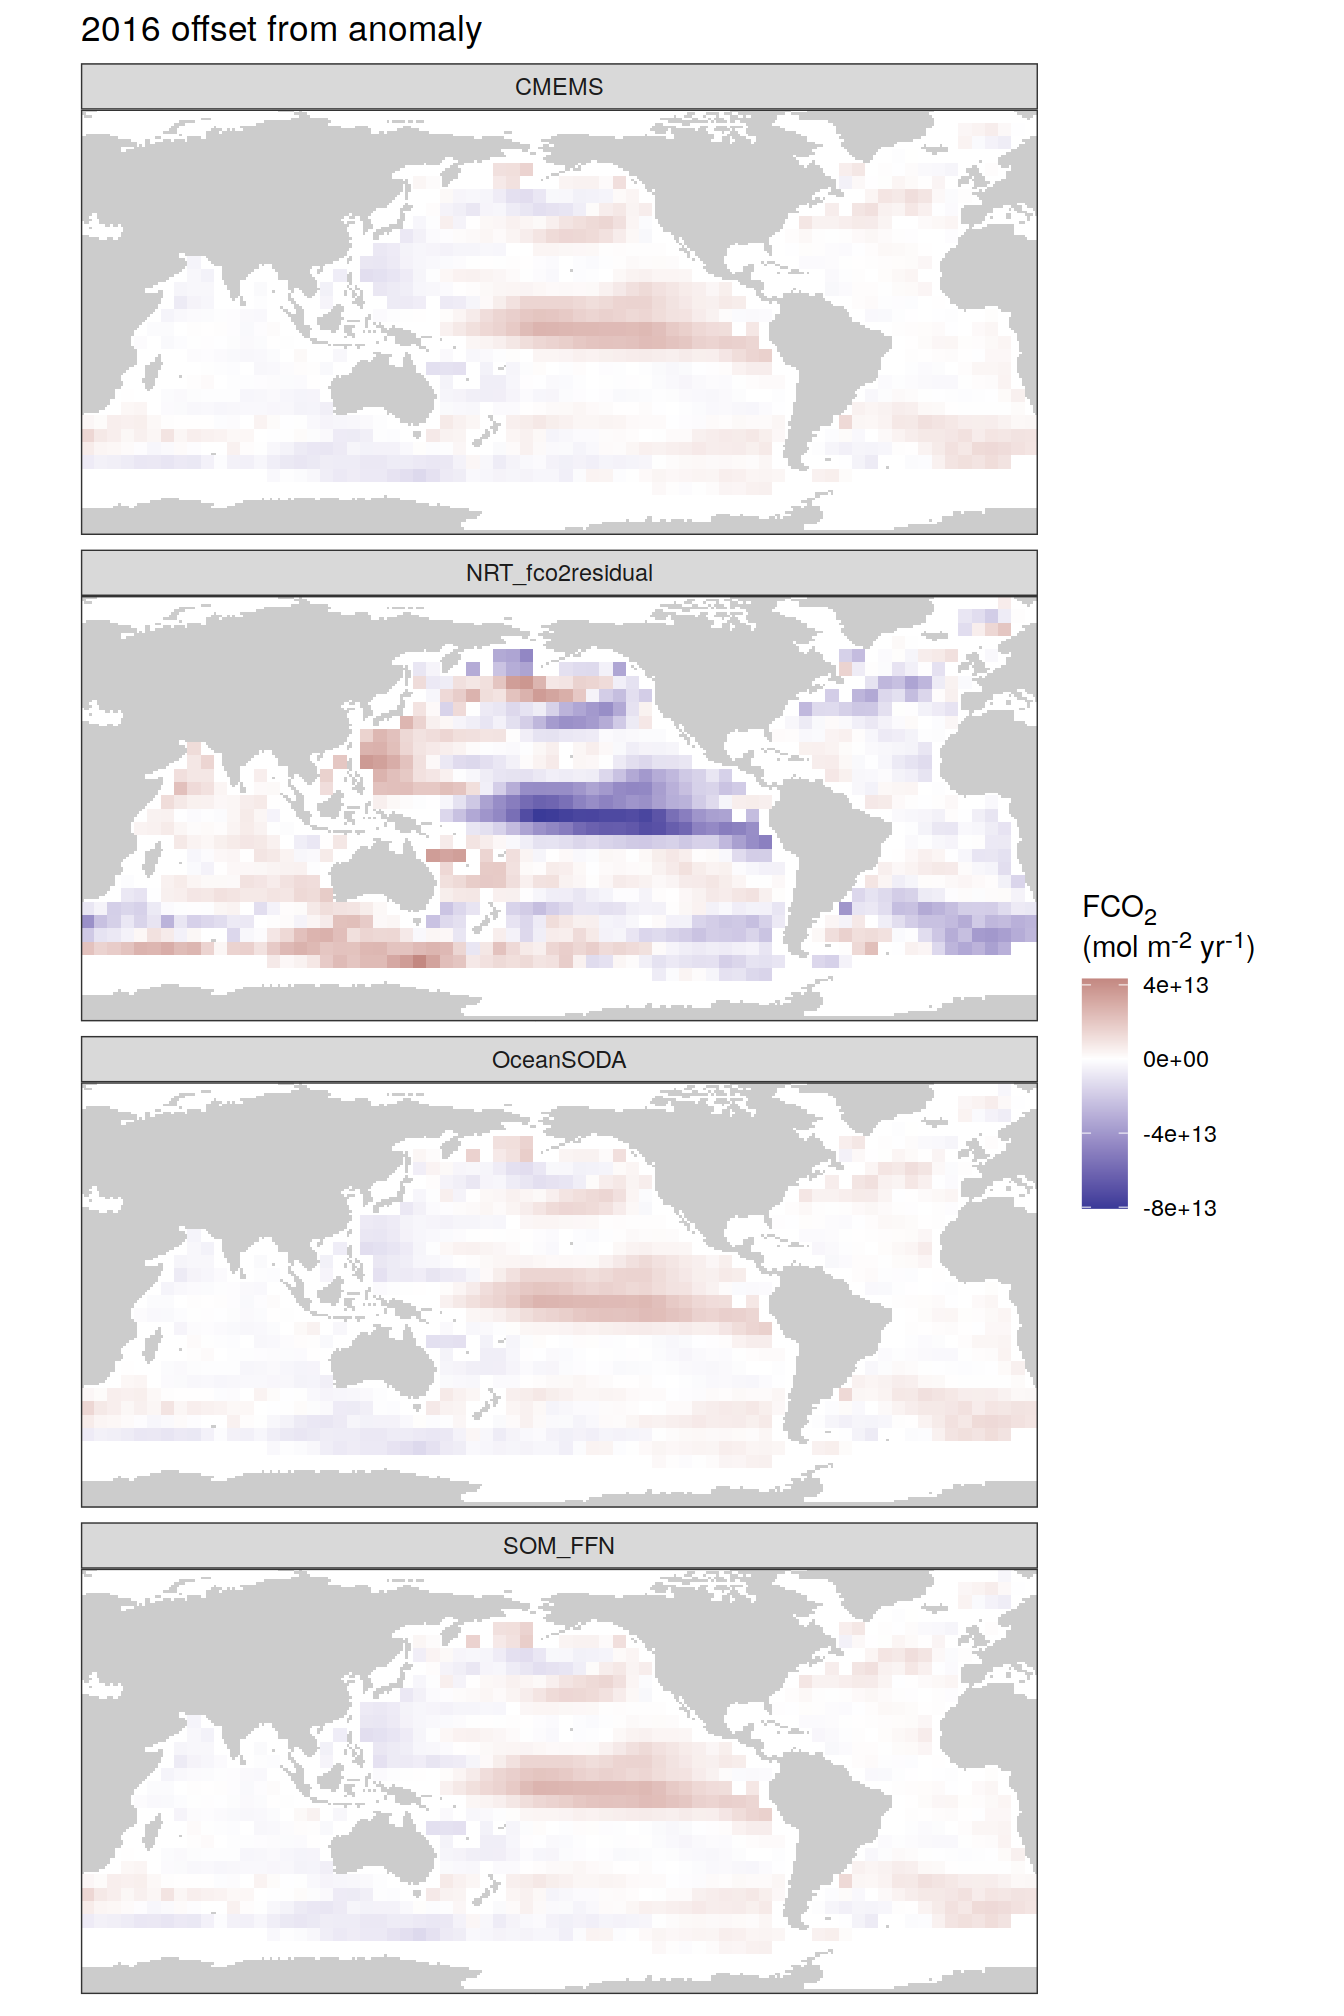 2016 offset from anomaly
CMEMS
NRT_fco2residual
FCO2
(mol m-2 yr-1)
4e+13
0e+00
-4e+13
-8e+13
OceanSODA
SOM_FFN